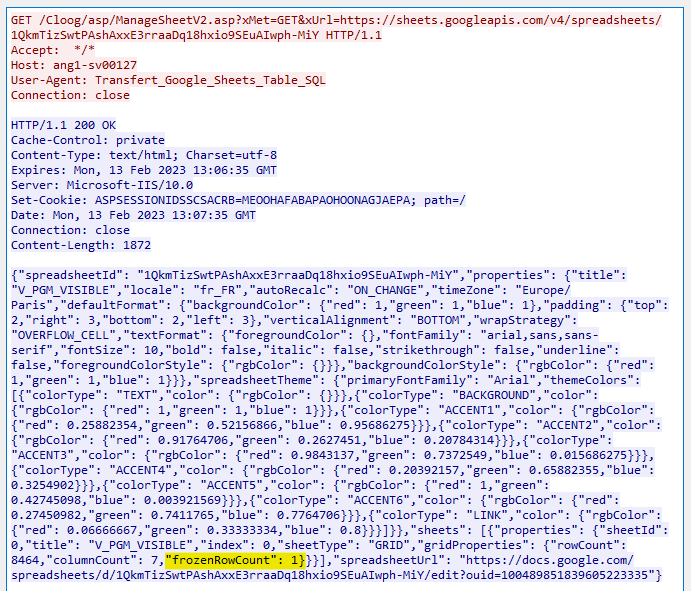 GET /Cloog/asp/ManageSheetV2.asp?xMet=GET&xUrl=https://sheets.googleapis.com/v4/spreadsheets/
1QkmTizSwtPAshAxxE3rraaDq18hxio9SEuAIwph-MiY HTTP/1.1
Accept:  */*
Host: ang1-sv00127
User-Agent: Transfert_Google_Sheets_Table_SQL
Connection: close

HTTP/1.1 200 OK
Cache-Control: private
Content-Type: text/html; Charset=utf-8
Expires: Mon, 13 Feb 2023 13:06:35 GMT
Server: Microsoft-IIS/10.0
Set-Cookie: ASPSESSIONIDSSCSACRB=MEOOHAFABAPAOHOONAGJAEPA; path=/
Date: Mon, 13 Feb 2023 13:07:35 GMT
Connection: close
Content-Length: 1872

{"spreadsheetId": "1QkmTizSwtPAshAxxE3rraaDq18hxio9SEuAIwph-MiY","properties": {"title":
"V_PGM_VISIBLE","locale": "fr_FR","autoRecalc": "ON_CHANGE","timeZone": "Europe/
Paris","defaultFormat": {"backgroundColor": {"red": 1,"green": 1,"blue": 1},"padding": {"top":
2,"right": 3,"bottom": 2,"left": 3},"verticalAlignment": "BOTTOM","wrapStrategy":
"OVERFLOW_CELL","textFormat": {"foregroundColor": {},"fontFamily": "arial,sans,sans-
serif","fontSize": 10,"bold": false,"italic": false,"strikethrough": false,"underline":
false,"foregroundColorStyle": {"rgbColor": {}}},"backgroundColorStyle": {"rgbColor": {"red":
1,"green": 1,"blue": 1}}},"spreadsheetTheme": {"primaryFontFamily": "Arial","themeColors":
[{"colorType": "TEXT","color": {"rgbColor": {}}},{"colorType": "BACKGROUND","color":
{"rgbColor": {"red": 1,"green": 1,"blue": 1}}},{"colorType": "ACCENT1","color": {"rgbColor":
{"red": 0.25882354,"green": 0.52156866,"blue": 0.95686275}}},{"colorType": "ACCENT2","color":
{"rgbColor": {"red": 0.91764706,"green": 0.2627451,"blue": 0.20784314}}},{"colorType":
"ACCENT3","color": {"rgbColor": {"red": 0.9843137,"green": 0.7372549,"blue": 0.015686275}}},
{"colorType": "ACCENT4","color": {"rgbColor": {"red": 0.20392157,"green": 0.65882355,"blue":
0.3254902}}},{"colorType": "ACCENT5","color": {"rgbColor": {"red": 1,"green":
0.42745098,"blue": 0.003921569}}},{"colorType": "ACCENT6","color": {"rgbColor": {"red":
0.27450982,"green": 0.7411765,"blue": 0.7764706}}},{"colorType": "LINK","color": {"rgbColor":
{"red": 0.06666667,"green": 0.33333334,"blue": 0.8}}}]}},"sheets": [{"properties": {"sheetId":
0,"title": "V_PGM_VISIBLE","index": 0,"sheetType": "GRID","gridProperties": {"rowCount":
8464,"columnCount": 7,"frozenRowCount": 1}}}],"spreadsheetUrl": "https://docs.google.com/
spreadsheets/d/1QkmTizSwtPAshAxxE3rraaDq18hxio9SEuAIwph-MiY/edit?ouid=100489851839605223335"}